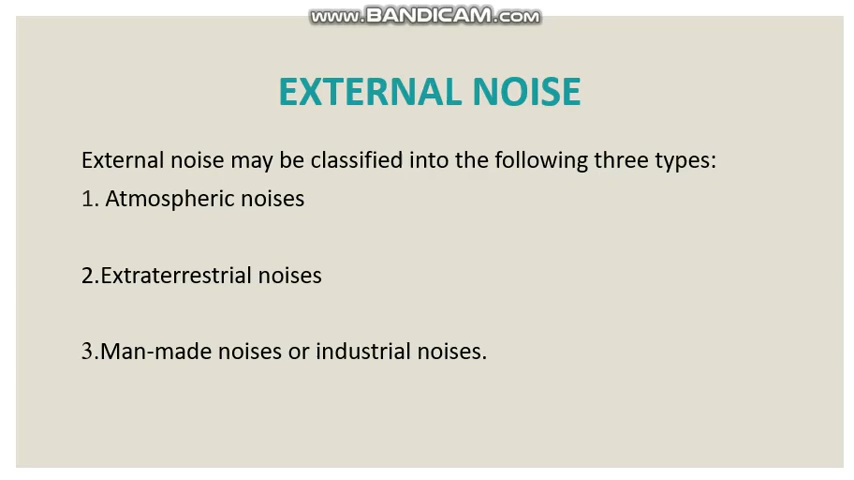 www.BANDICAM.com
EXTERNAL NOISE
External noise may be classified into the following three types:
1. Atmospheric noises
2.Extraterrestrial noises
3.Man-made noises or industrial noises.